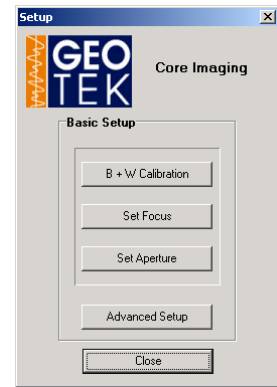 Setup
GEO
TEK
Core Imaging
Basic Setup
B + W Calibration
Set Focus
Set Aperture
Advanced Setup
Close